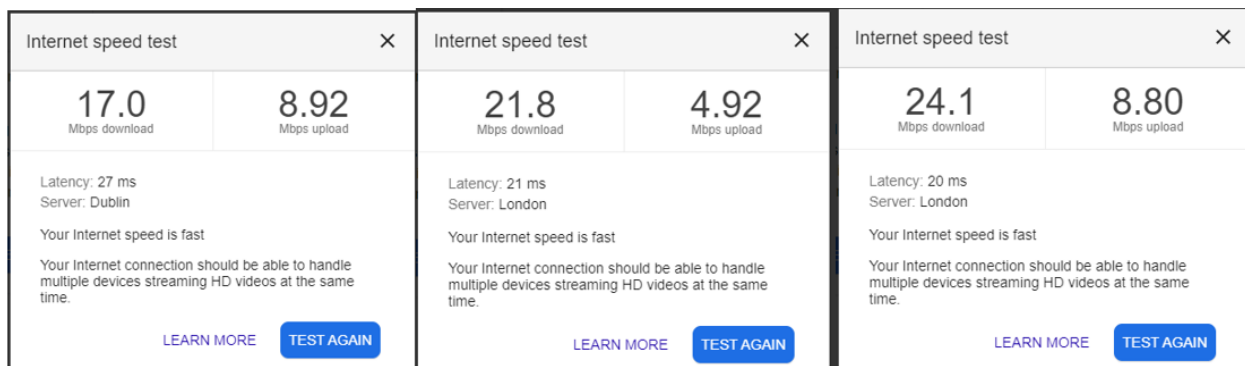 Internet speed test
17.0
Mbps download
8.92
Mbps upload
Latency: 27 ms
Server: Dublin
Your Internet speed is fast
Your Internet connection should be able to handle
multiple devices streaming HD videos at the same
time.
LEARN MORE
TEST AGAIN
Internet speed test
21.8
Mbps download
4.92
Mbps upload
Latency: 21 ms
Server: London
Your Internet speed is fast
Your Internet connection should be able to handle
multiple devices streaming HD videos at the same
time.
LEARN MORE
TEST AGAIN
Internet speed test
24.1
Mbps download
8.80
Mbps upload
Latency: 20 ms
Server: London
Your Internet speed is fast
Your Internet connection should be able to handle
multiple devices streaming HD videos at the same
time.
LEARN MORE
TEST AGAIN